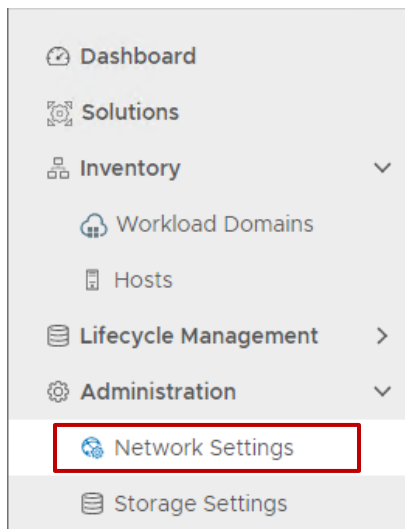 Dashboard
Solutions
Inventory
Workload Domains
Hosts
Lifecycle Management
Administration
Network Settings
Storage Settings